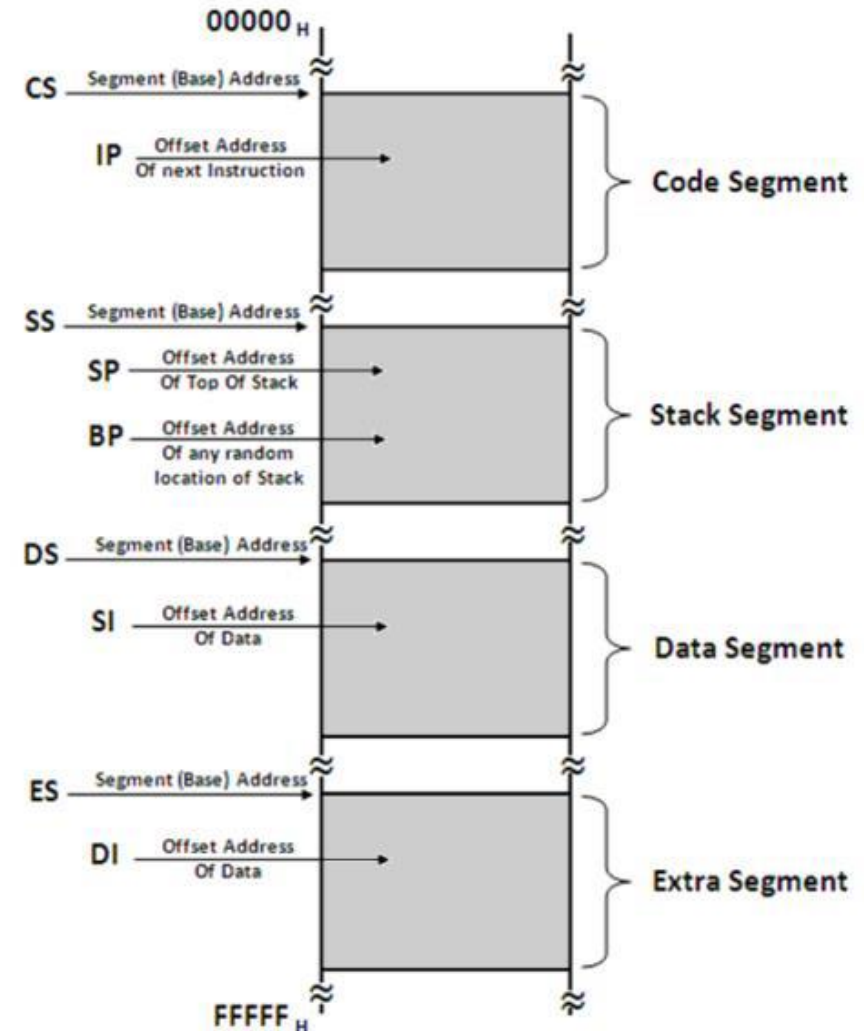 00000 H
CS
Segment (Base) Address
IP
Offset Address
Of next Instruction
Code Segment
SS
Segment (Base) Address
SP
Offset Address
Of Top Of Stack
BP
Offset Address
Of any random
location of Stack
Stack Segment
DS
Segment (Base) Address
SI
Offset Address
Of Data
Data Segment
ES
Segment (Base) Address
DI
Offset Address
Of Data
Extra Segment
FFFFF H